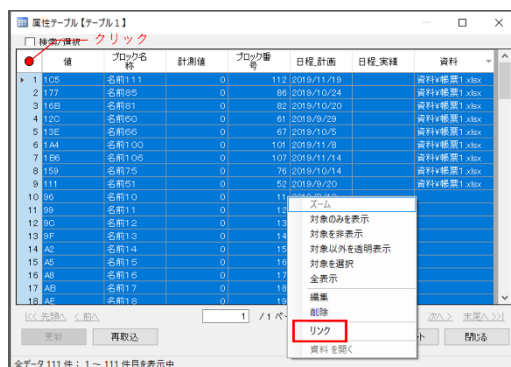 属性テーブル【テーブル1】
検索/選択 クリック
値 ブロック名称 計測値 ブロック番号 日程_計画 日程_実績 資料
1 1C5 名前111 0 112 2019/11/19 資料¥帳票1.xlsx
2 177 名前85 0 86 2019/10/24 資料¥帳票1.xlsx
3 16B 名前81 0 82 2019/10/20 資料¥帳票1.xlsx
4 12C 名前60 0 61 2019/9/29 資料¥帳票1.xlsx
5 13E 名前66 0 67 2019/10/5 資料¥帳票1.xlsx
6 1A4 名前100 0 101 2019/11/8 資料¥帳票1.xlsx
7 1B6 名前106 0 107 2019/11/14 資料¥帳票1.xlsx
8 159 名前75 0 76 2019/10/14 資料¥帳票1.xlsx
9 111 名前51 0 52 2019/9/20 資料¥帳票1.xlsx
10 96 名前10 0 11
11 99 名前11 0 12
12 9C 名前12 0 13
13 9F 名前13 0 14
14 A2 名前14 0 15
15 A5 名前15 0 16
16 A8 名前16 0 17
17 AB 名前17 0 18
18 AE 名前18 0 19
ズーム
対象のみを表示
対象を非表示
対象以外を透明表示
対象を選択
全表示
編集
削除
リンク
資料を開く
|<< 先頭へ < 前へ 1 / 1 ペー 次へ > 末尾へ >>|
更新 再取込 ト 閉じる
全データ 111 件: 1 ~ 111 件目を表示中